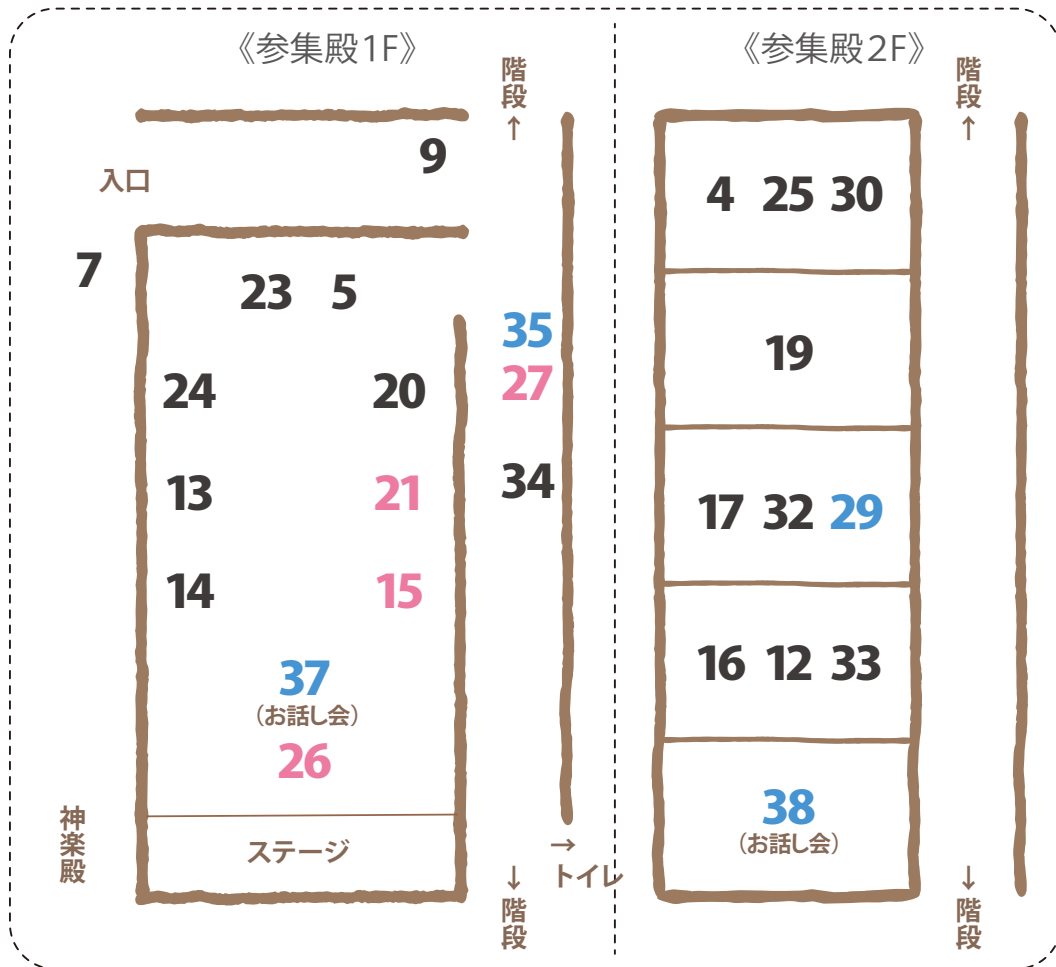 《参集殿1F》
階段
↑
9
入口
7
23 5
35
27
24 20
34
13 21
14 15
37
（お話し会）
26
神楽殿
ステージ
→
トイレ
↓
階段
《参集殿2F》
階段
↑
4 25 30
19
17 32 29
16 12 33
38
（お話し会）
↓
階段